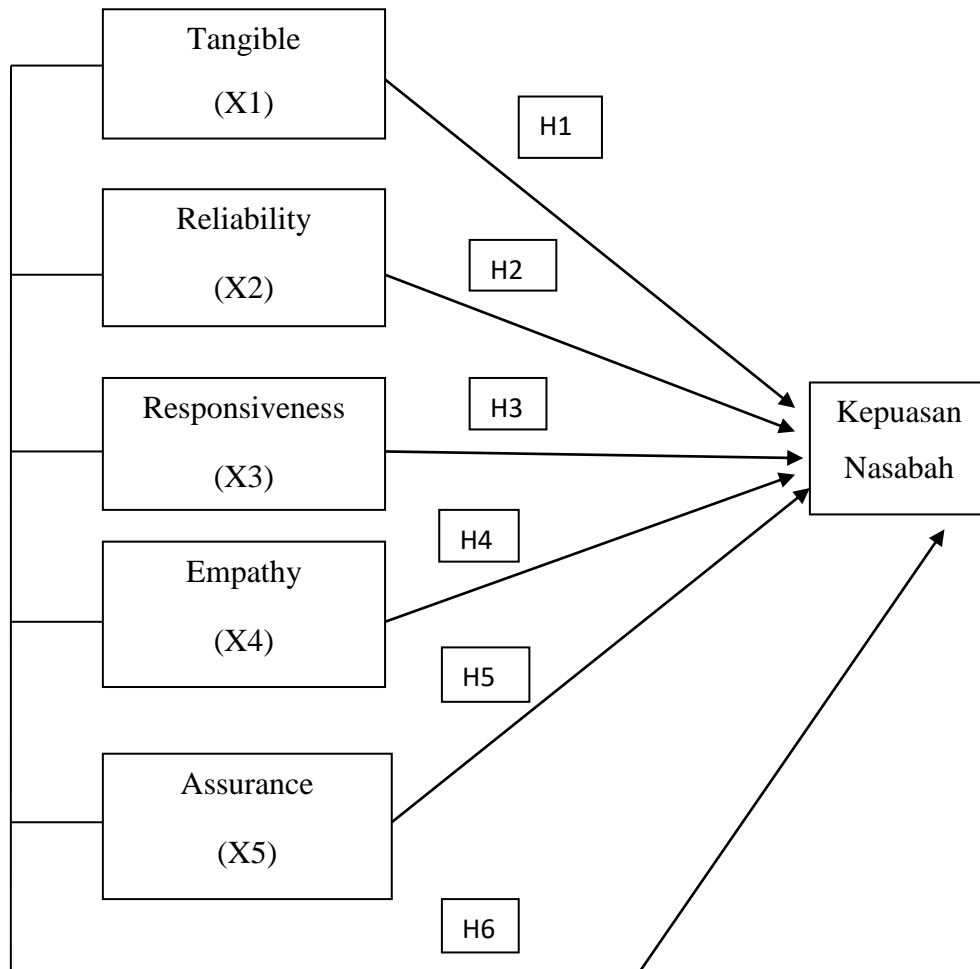 Tangible
(X1)
H1
Reliability
(X2)
H2
Responsiveness
(X3)
H3
Kepuasan
Nasabah
Empathy
(X4)
H4
Assurance
(X5)
H5
H6